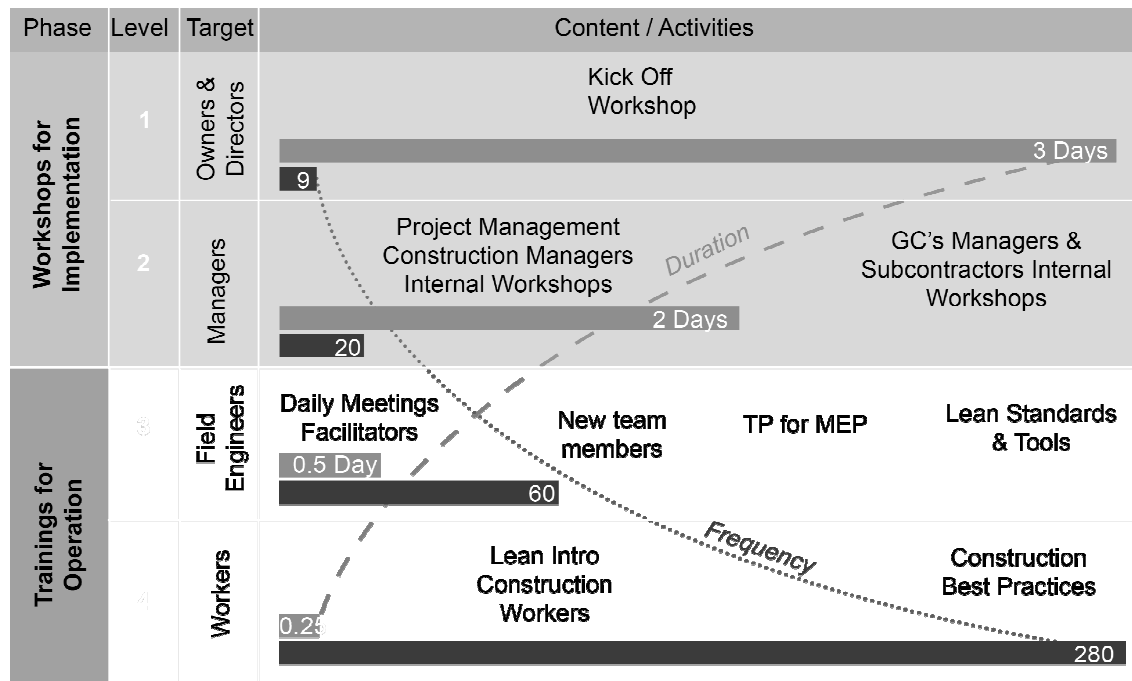 Phase Level Target Content / Activities
Workshops for
Implementation
1
Owners &
Directors
Kick Off
Workshop
3 Days
9
2
Managers
Project Management
Construction Managers
Internal Workshops
Duration
GC's Managers &
Subcontractors Internal
Workshops
2 Days
20
Trainings for
Operation
3
Field
Engineers
Daily Meetings
Facilitators
New team
members
TP for MEP
Lean Standards
& Tools
0.5 Day
60
4
Workers
Lean Intro
Construction
Workers
Frequency
Construction
Best Practices
0.25
280